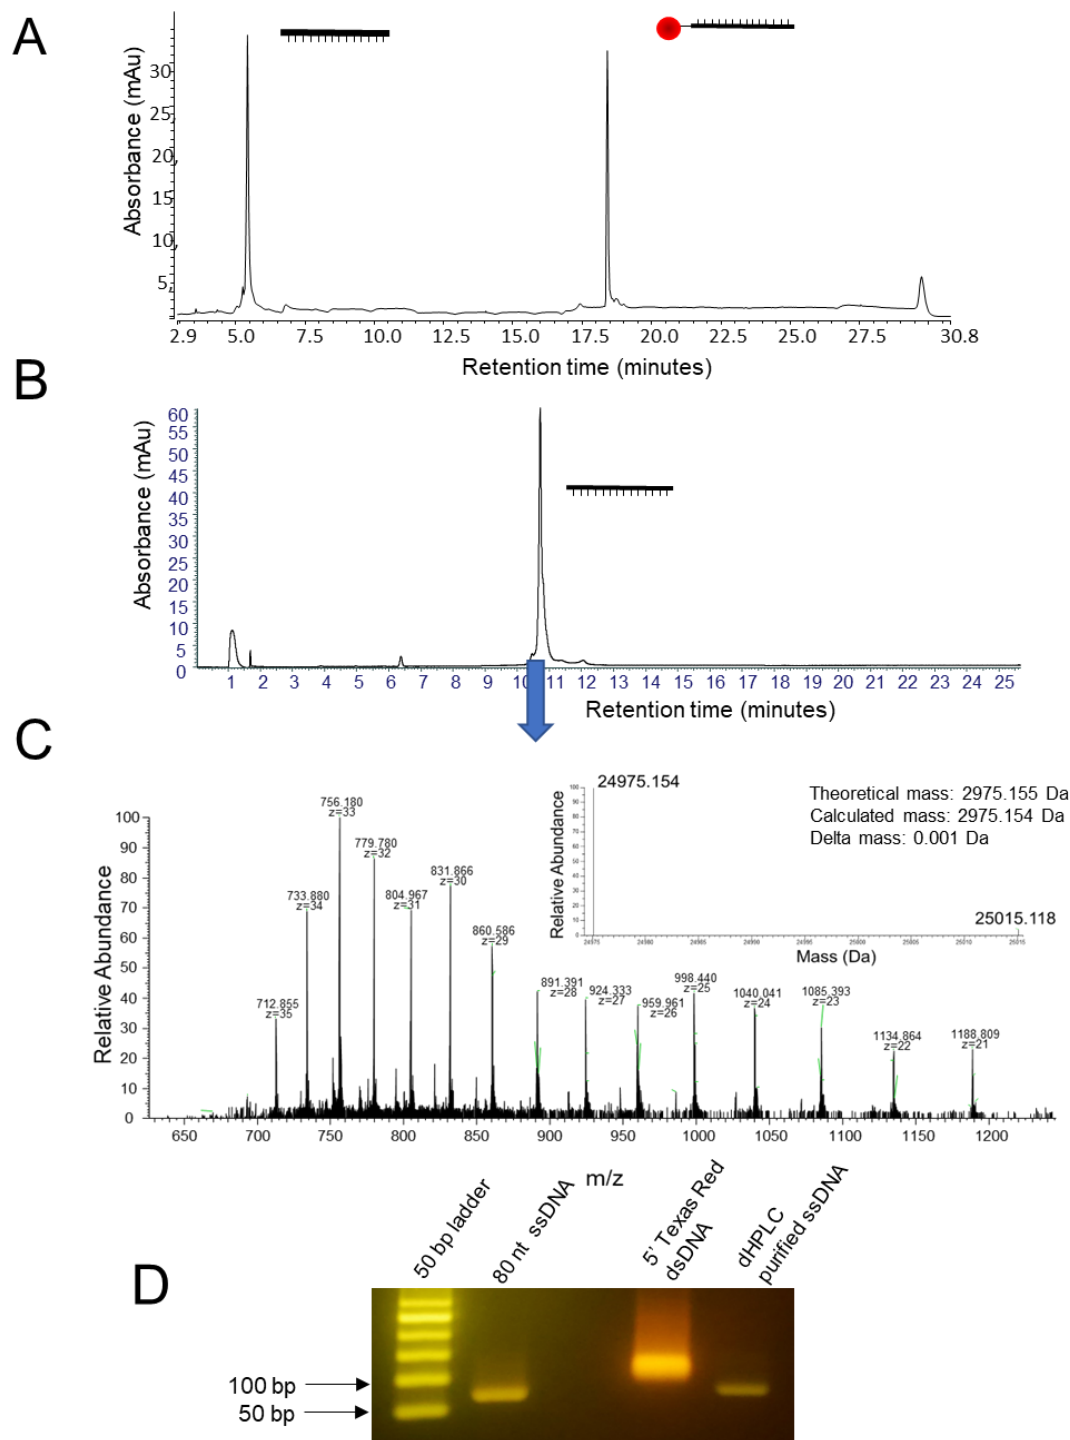 A
Absorbance (mAu)
30
25
20
15
10
5
2.9 5.0 7.5 10.0 12.5 15.0 17.5 20.0 22.5 25.0 27.5 30.8
Retention time (minutes)
B
Absorbance (mAu)
60
55
50
45
40
35
30
25
20
15
10
5
0
1 2 3 4 5 6 7 8 9 10 11 12 13 14 15 16 17 18 19 20 21 22 23 24 25
Retention time (minutes)
C
Relative Abundance
100
90
80
70
60
50
40
30
20
10
0
712.855
z=35
733.880
z=34
756.180
z=33
779.780
z=32
804.967
z=31
831.866
z=30
860.586
z=29
891.391
z=28
924.333
z=27
959.961
z=26
998.440
z=25
1040.041
z=24
1085.393
z=23
1134.864
z=22
1188.809
z=21
650 700 750 800 850 900 950 1000 1050 1100 1150 1200
m/z
24975.154
25015.118
Relative Abundance
Mass (Da)
Theoretical mass: 2975.155 Da
Calculated mass: 2975.154 Da
Delta mass: 0.001 Da
D
50 bp ladder
80 nt ssDNA
5' Texas Red
dsDNA
dHPLC
purified ssDNA
100 bp
50 bp